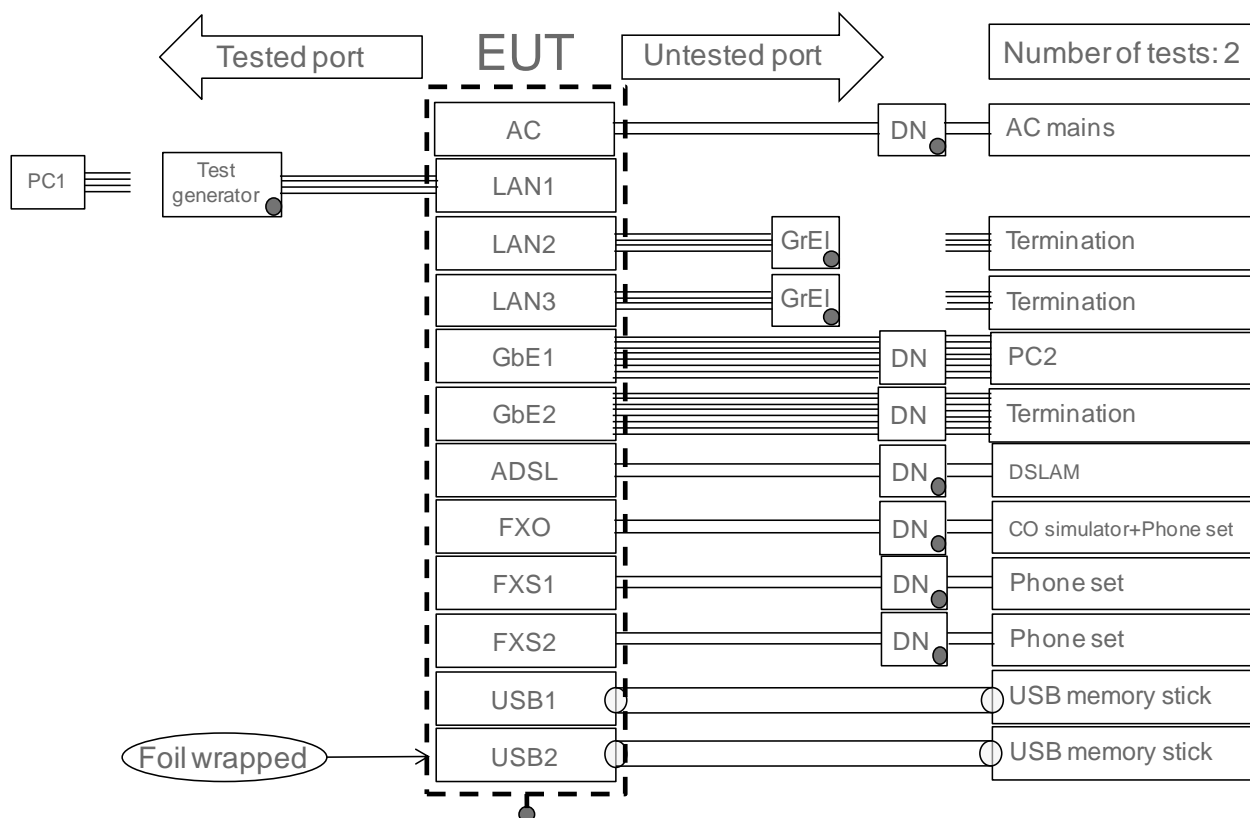 Tested port
EUT
Untested port
Number of tests: 2
AC
DN
AC mains
PC1
Test
generator
LAN1
LAN2
GrEI
Termination
LAN3
GrEI
Termination
GbE1
DN
PC2
GbE2
DN
Termination
ADSL
DN
DSLAM
FXO
DN
CO simulator+Phone set
FXS1
DN
Phone set
FXS2
DN
Phone set
USB1
USB memory stick
Foil wrapped
USB2
USB memory stick